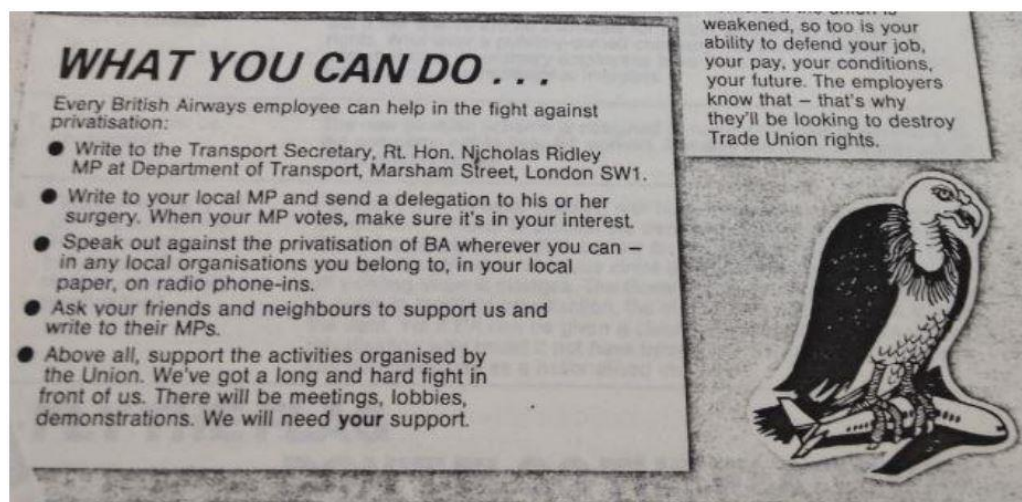 WHAT YOU CAN DO . . .
Every British Airways employee can help in the fight against
privatisation:
● Write to the Transport Secretary, Rt. Hon. Nicholas Ridley
MP at Department of Transport, Marsham Street, London SW1.
● Write to your local MP and send a delegation to his or her
surgery. When your MP votes, make sure it's in your interest.
● Speak out against the privatisation of BA wherever you can –
in any local organisations you belong to, in your local
paper, on radio phone-ins.
● Ask your friends and neighbours to support us and
write to their MPs.
● Above all, support the activities organised by
the Union. We've got a long and hard fight in
front of us. There will be meetings, lobbies,
demonstrations. We will need your support.
weakened, so too is your
ability to defend your job,
your pay, your conditions,
your future. The employers
know that – that's why
they'll be looking to destroy
Trade Union rights.